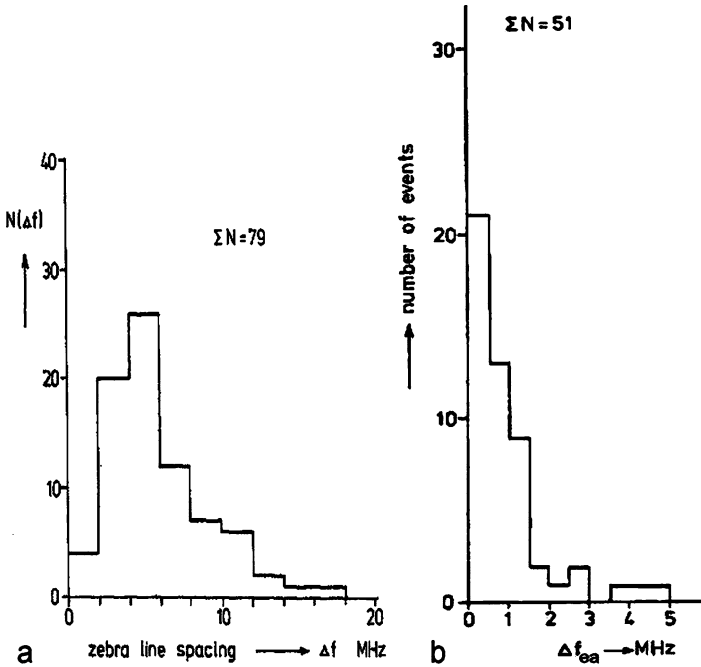 40
N(Δf)
ΣN=79
30
20
10
0
0 10 20
zebra line spacing ⟶ Δf MHz
a
ΣN=51
30
20
10
0
⟶ number of events
0 1 2 3 4 5
Δf_ea ⟶ MHz
b